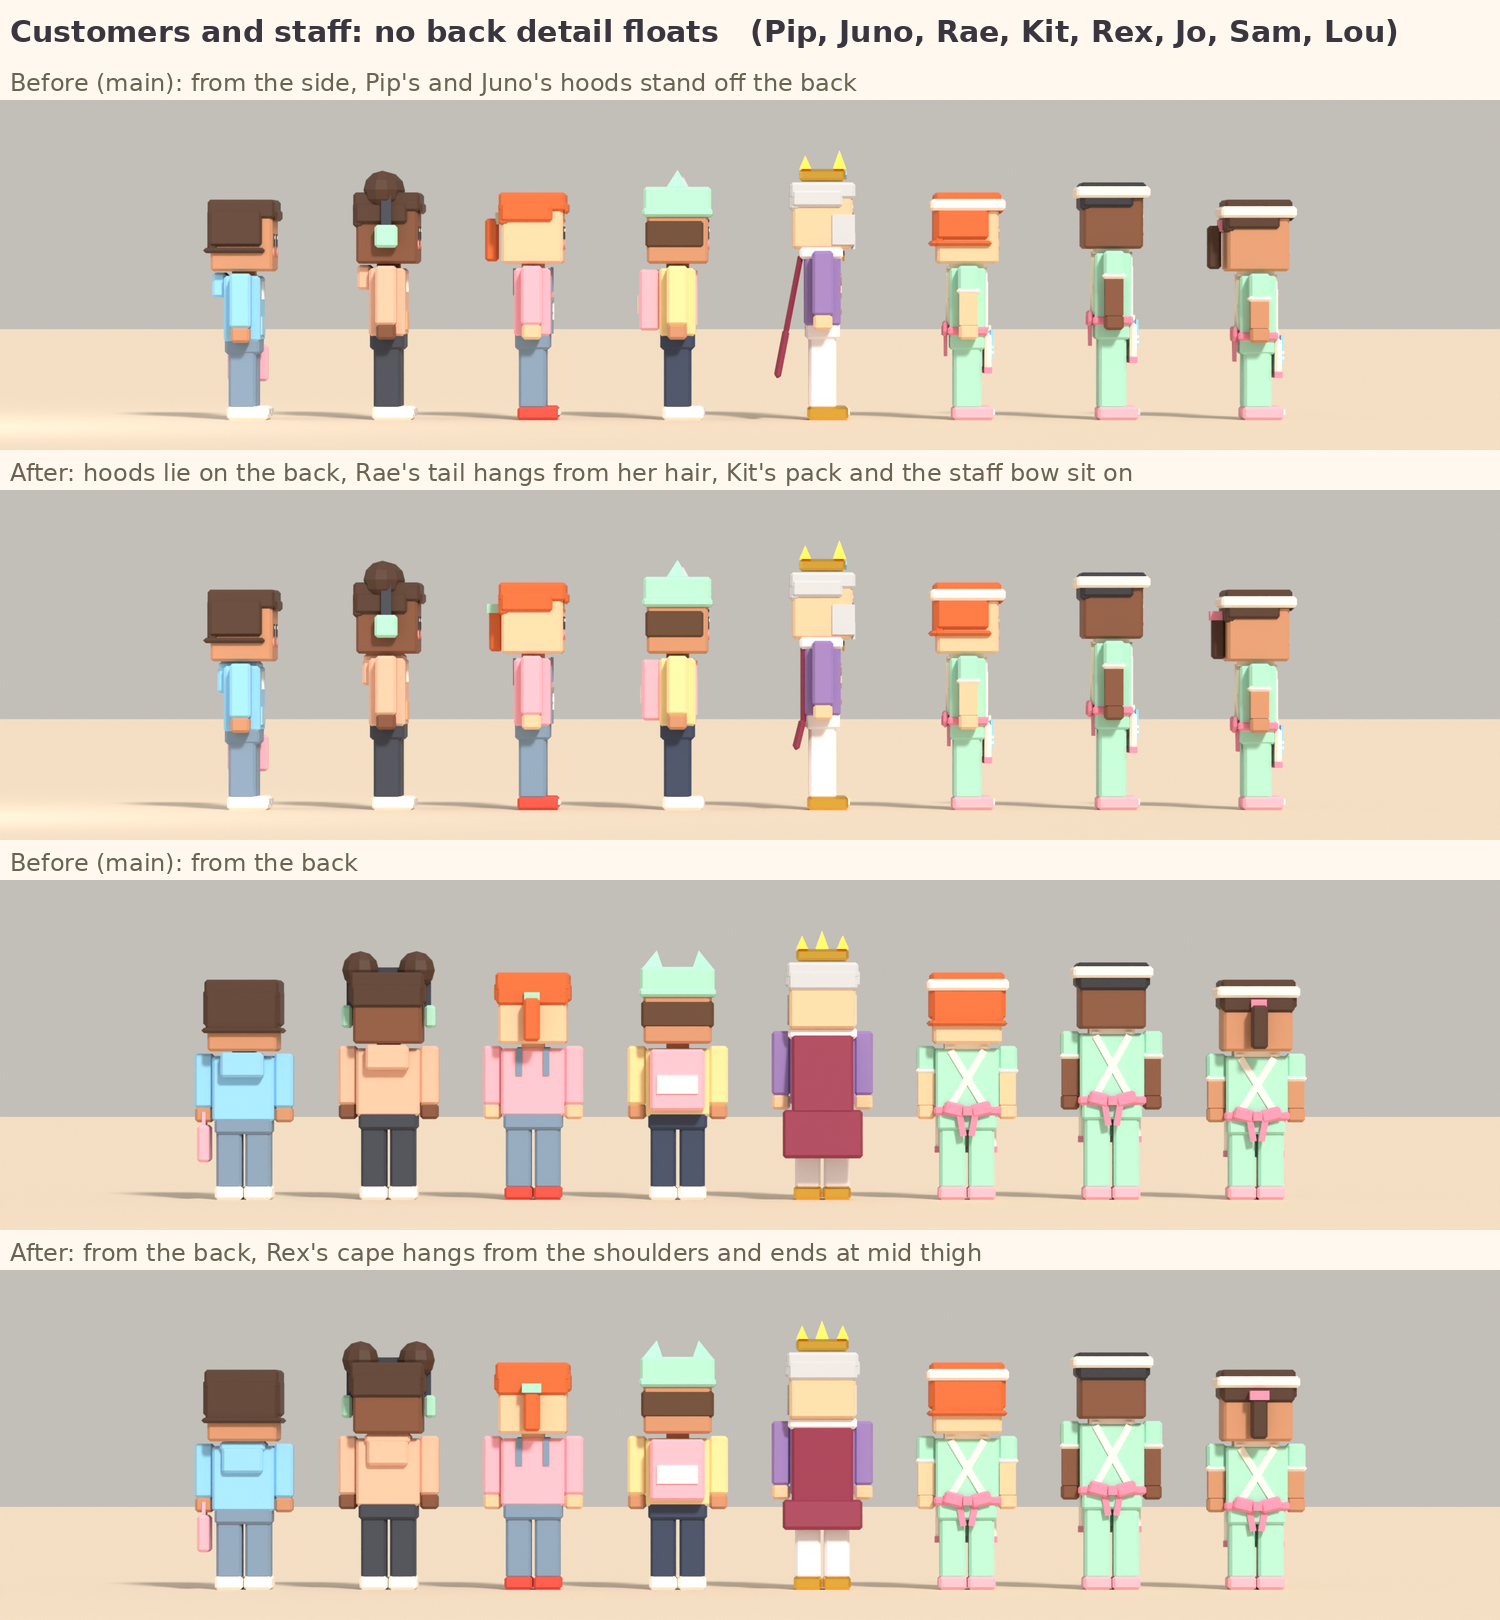 Customers and staff: no back detail floats (Pip, Juno, Rae, Kit, Rex, Jo, Sam, Lou)
Before (main): from the side, Pip's and Juno's hoods stand off the back
After: hoods lie on the back, Rae's tail hangs from her hair, Kit's pack and the staff bow sit on
Before (main): from the back
After: from the back, Rex's cape hangs from the shoulders and ends at mid thigh